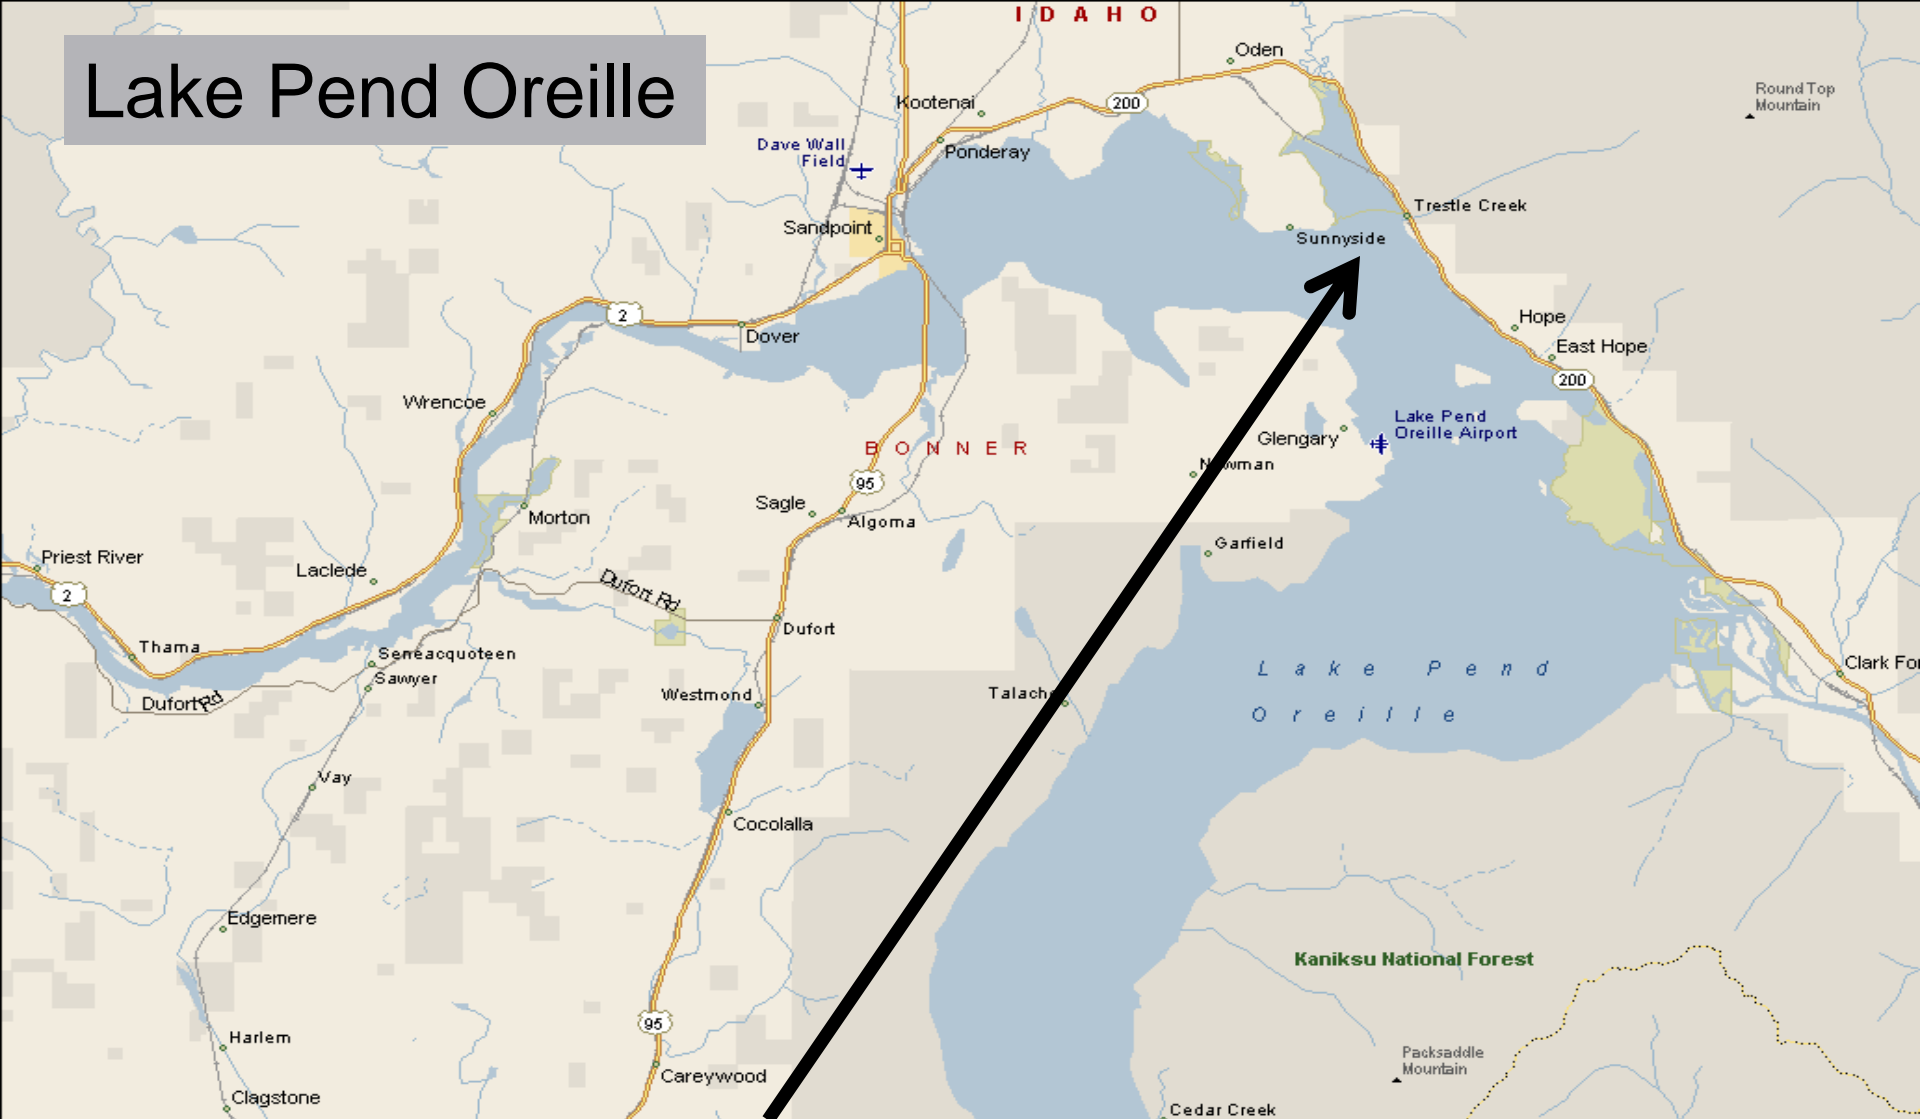 Lake Pend Oreille
IDAHO
Oden
Round Top
Mountain
Kootenai
200
Dave Wall
Field
Ponderay
Trestle Creek
Sandpoint
Sunnyside
2
Hope
Dover
East Hope
200
Wrencoe
Lake Pend
Oreille Airport
Glengary
BONNER
Newman
95
Sagle
Algoma
Morton
Garfield
Priest River
Laclede
Dufort Rd
2
Dufort
Thama
Seneacquoteen
Clark Fo
Lake Pend
Oreille
Sawyer
Westmond
Talach
Dufort Rd
Vay
Cocolalla
Edgemere
Kaniksu National Forest
95
Harlem
Packsaddle
Mountain
Careywood
Clagstone
Cedar Creek